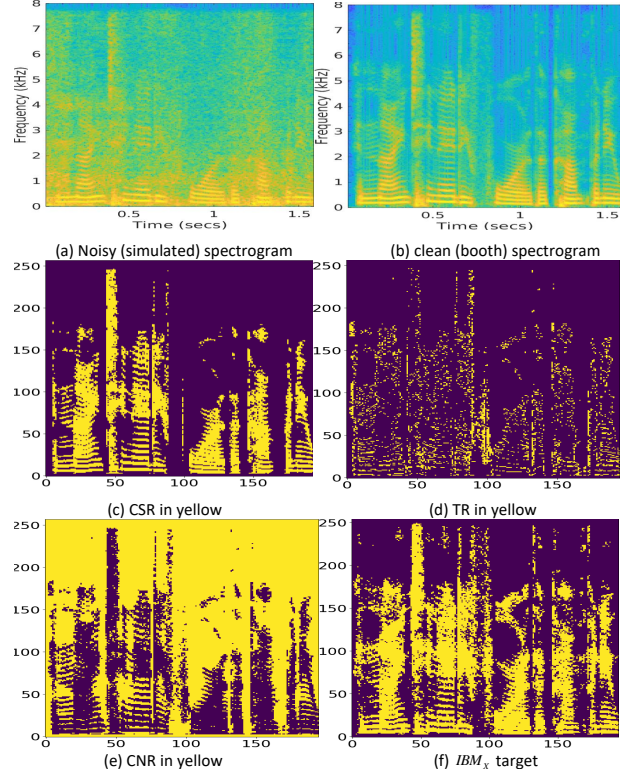 8
7
6
5
4
3
2
1
0
Frequency (kHz)
0.5 1 1.5
Time (secs)
8
7
6
5
4
3
2
1
0
Frequency (kHz)
0.5 1 1.5
Time (secs)
(a) Noisy (simulated) spectrogram
(b) clean (booth) spectrogram
250
200
150
100
50
0
0 50 100 150
250
200
150
100
50
0
0 50 100 150
(c) CSR in yellow
(d) TR in yellow
250
200
150
100
50
0
0 50 100 150
250
200
150
100
50
0
0 50 100 150
(e) CNR in yellow
(f) IBM_X target